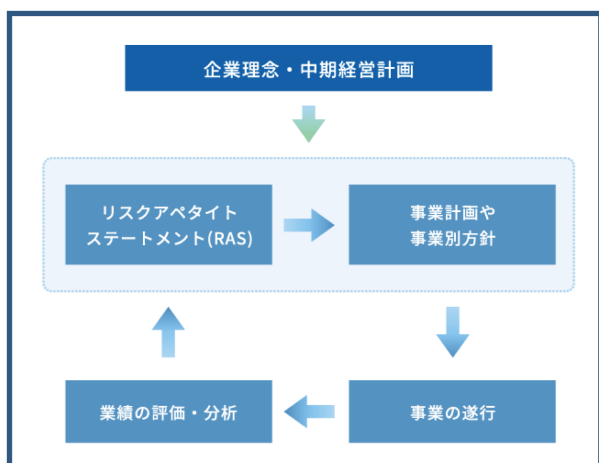 企業理念・中期経営計画
リスクアペタイト
ステートメント(RAS)
事業計画や
事業別方針
業績の評価・分析
事業の遂行